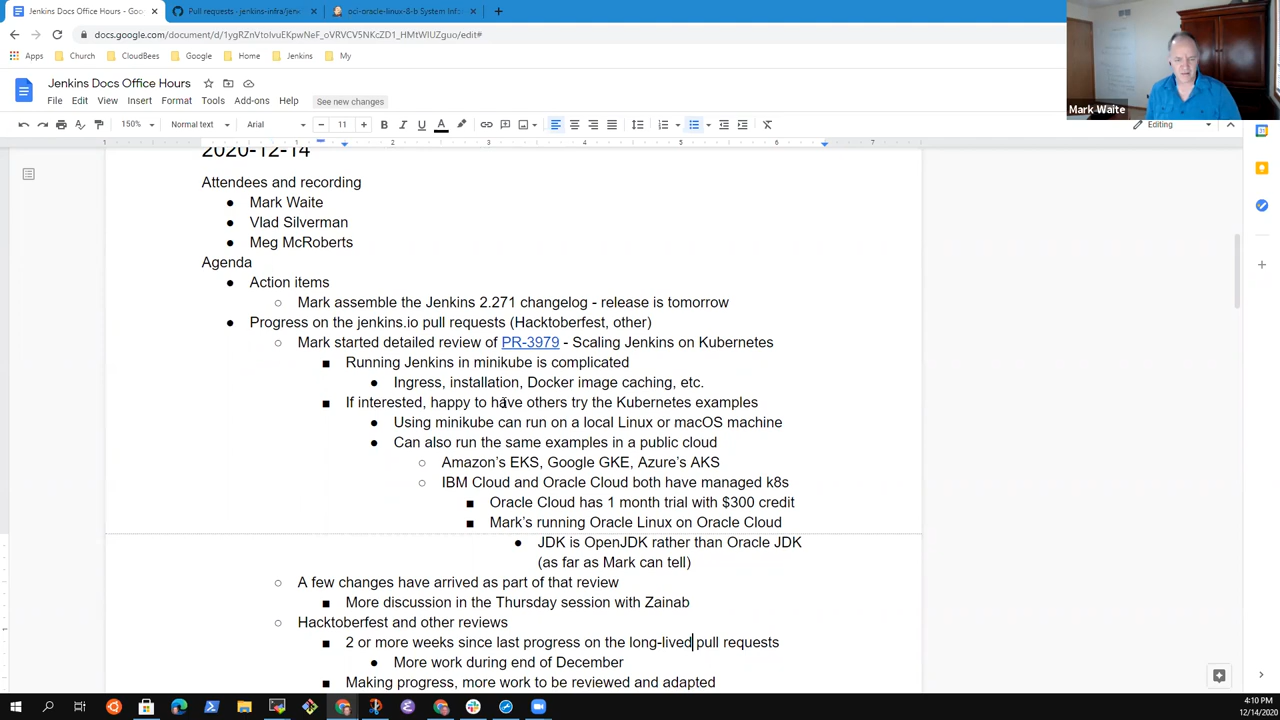 Jenkins Docs Office Hours - Goo
Pull requests - jenkins-infra/jen
oci-oracle-linux-8-b System Inf
docs.google.com/document/d/1ygRZnVtoIvuEKpwNeF_oVRVCV5NKcZD1_HMtWIUZguo/edit#
Apps
Church
CloudBees
Google
Home
Jenkins
My
Mark Waite
Jenkins Docs Office Hours
File Edit View Insert Format Tools Add-ons Help See new changes
150% Normal text Arial 11 Editing
1 1 2 3 4 5 6 7
2020-12-14
Attendees and recording
● Mark Waite
● Vlad Silverman
● Meg McRoberts
Agenda
● Action items
○ Mark assemble the Jenkins 2.271 changelog - release is tomorrow
● Progress on the jenkins.io pull requests (Hacktoberfest, other)
○ Mark started detailed review of PR-3979 - Scaling Jenkins on Kubernetes
■ Running Jenkins in minikube is complicated
● Ingress, installation, Docker image caching, etc.
■ If interested, happy to have others try the Kubernetes examples
● Using minikube can run on a local Linux or macOS machine
● Can also run the same examples in a public cloud
○ Amazon's EKS, Google GKE, Azure's AKS
○ IBM Cloud and Oracle Cloud both have managed k8s
■ Oracle Cloud has 1 month trial with $300 credit
■ Mark's running Oracle Linux on Oracle Cloud
● JDK is OpenJDK rather than Oracle JDK
(as far as Mark can tell)
○ A few changes have arrived as part of that review
■ More discussion in the Thursday session with Zainab
○ Hacktoberfest and other reviews
■ 2 or more weeks since last progress on the long-lived pull requests
● More work during end of December
■ Making progress, more work to be reviewed and adapted
4:10 PM
12/14/2020